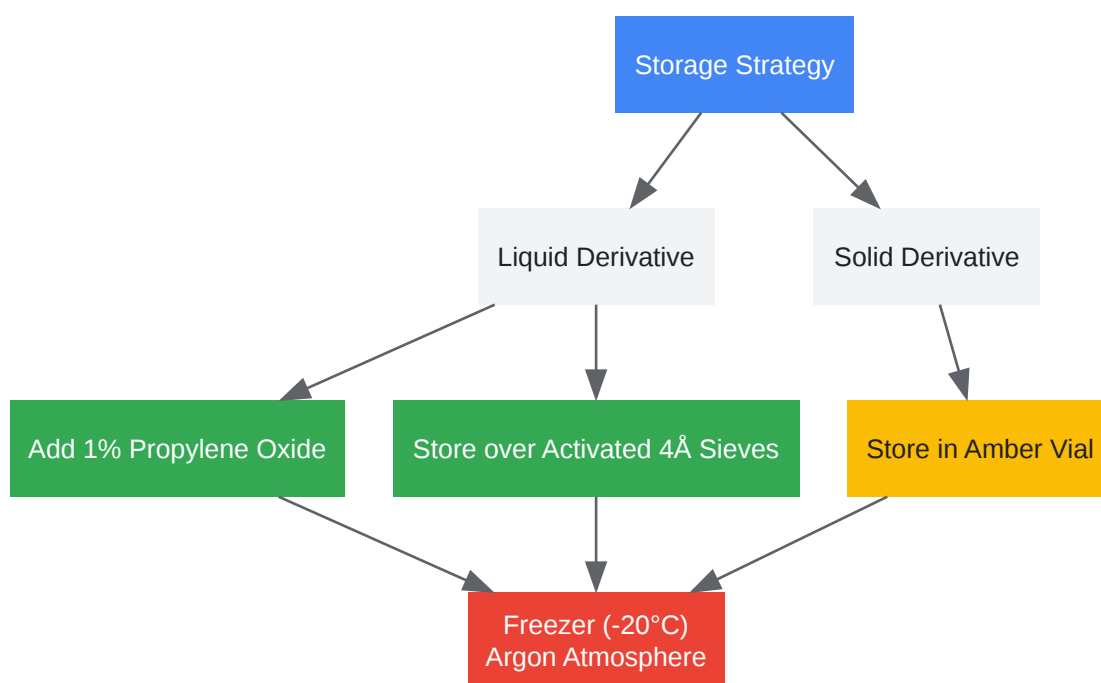 Storage Strategy
Liquid Derivative
Solid Derivative
Add 1% Propylene Oxide
Store over Activated 4Å Sieves
Store in Amber Vial
Freezer (-20°C)
Argon Atmosphere